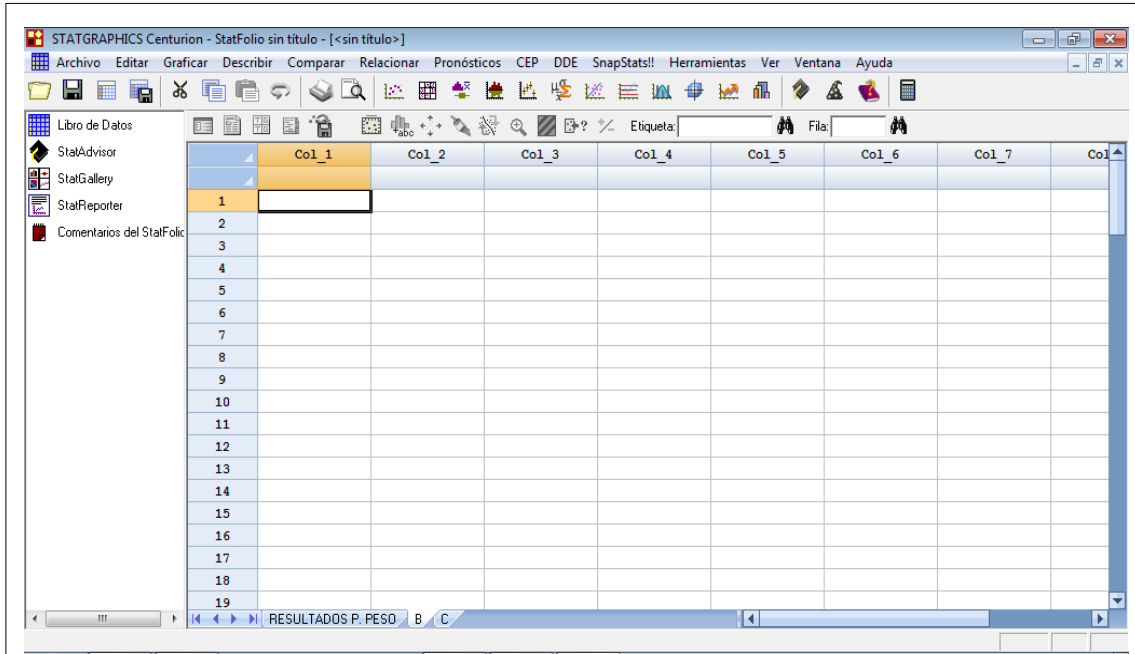 STATGRAPHICS Centurion - StatFolio sin título - [<sin título>]
Archivo Editar Graficar Describir Comparar Relacionar Pronósticos CEP DDE SnapStats!! Herramientas Ver Ventana Ayuda
Libro de Datos
StatAdvisor
StatGallery
StatReporter
Comentarios del StatFolio
abc ? Etiqueta: Fila:
Col_1 Col_2 Col_3 Col_4 Col_5 Col_6 Col_7 Col
1
2
3
4
5
6
7
8
9
10
11
12
13
14
15
16
17
18
19
RESULTADOS P. PESO B C